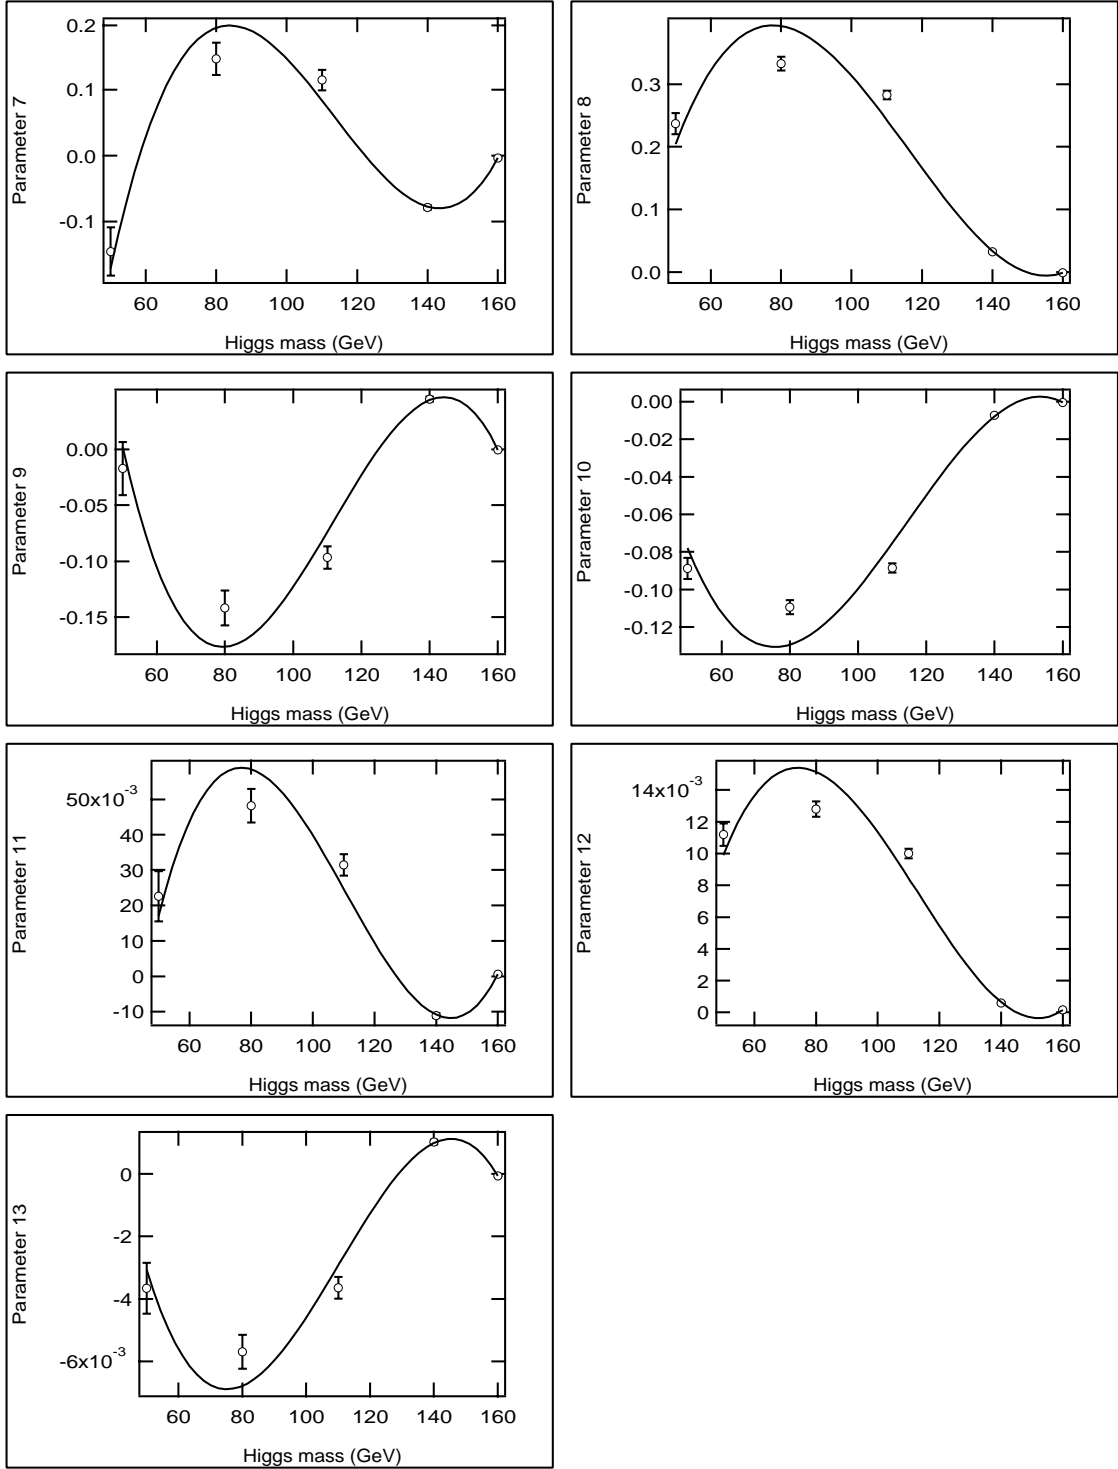 0.2
0.1
0.0
-0.1
60 80 100 120 140 160
Higgs mass (GeV)
Parameter 7
0.3
0.2
0.1
0.0
60 80 100 120 140 160
Higgs mass (GeV)
Parameter 8
0.00
-0.05
-0.10
-0.15
60 80 100 120 140 160
Higgs mass (GeV)
Parameter 9
0.00
-0.02
-0.04
-0.06
-0.08
-0.10
-0.12
60 80 100 120 140 160
Higgs mass (GeV)
Parameter 10
50x10-3
40
30
20
10
0
-10
60 80 100 120 140 160
Higgs mass (GeV)
Parameter 11
14x10-3
12
10
8
6
4
2
0
60 80 100 120 140 160
Higgs mass (GeV)
Parameter 12
0
-2
-4
-6x10-3
60 80 100 120 140 160
Higgs mass (GeV)
Parameter 13